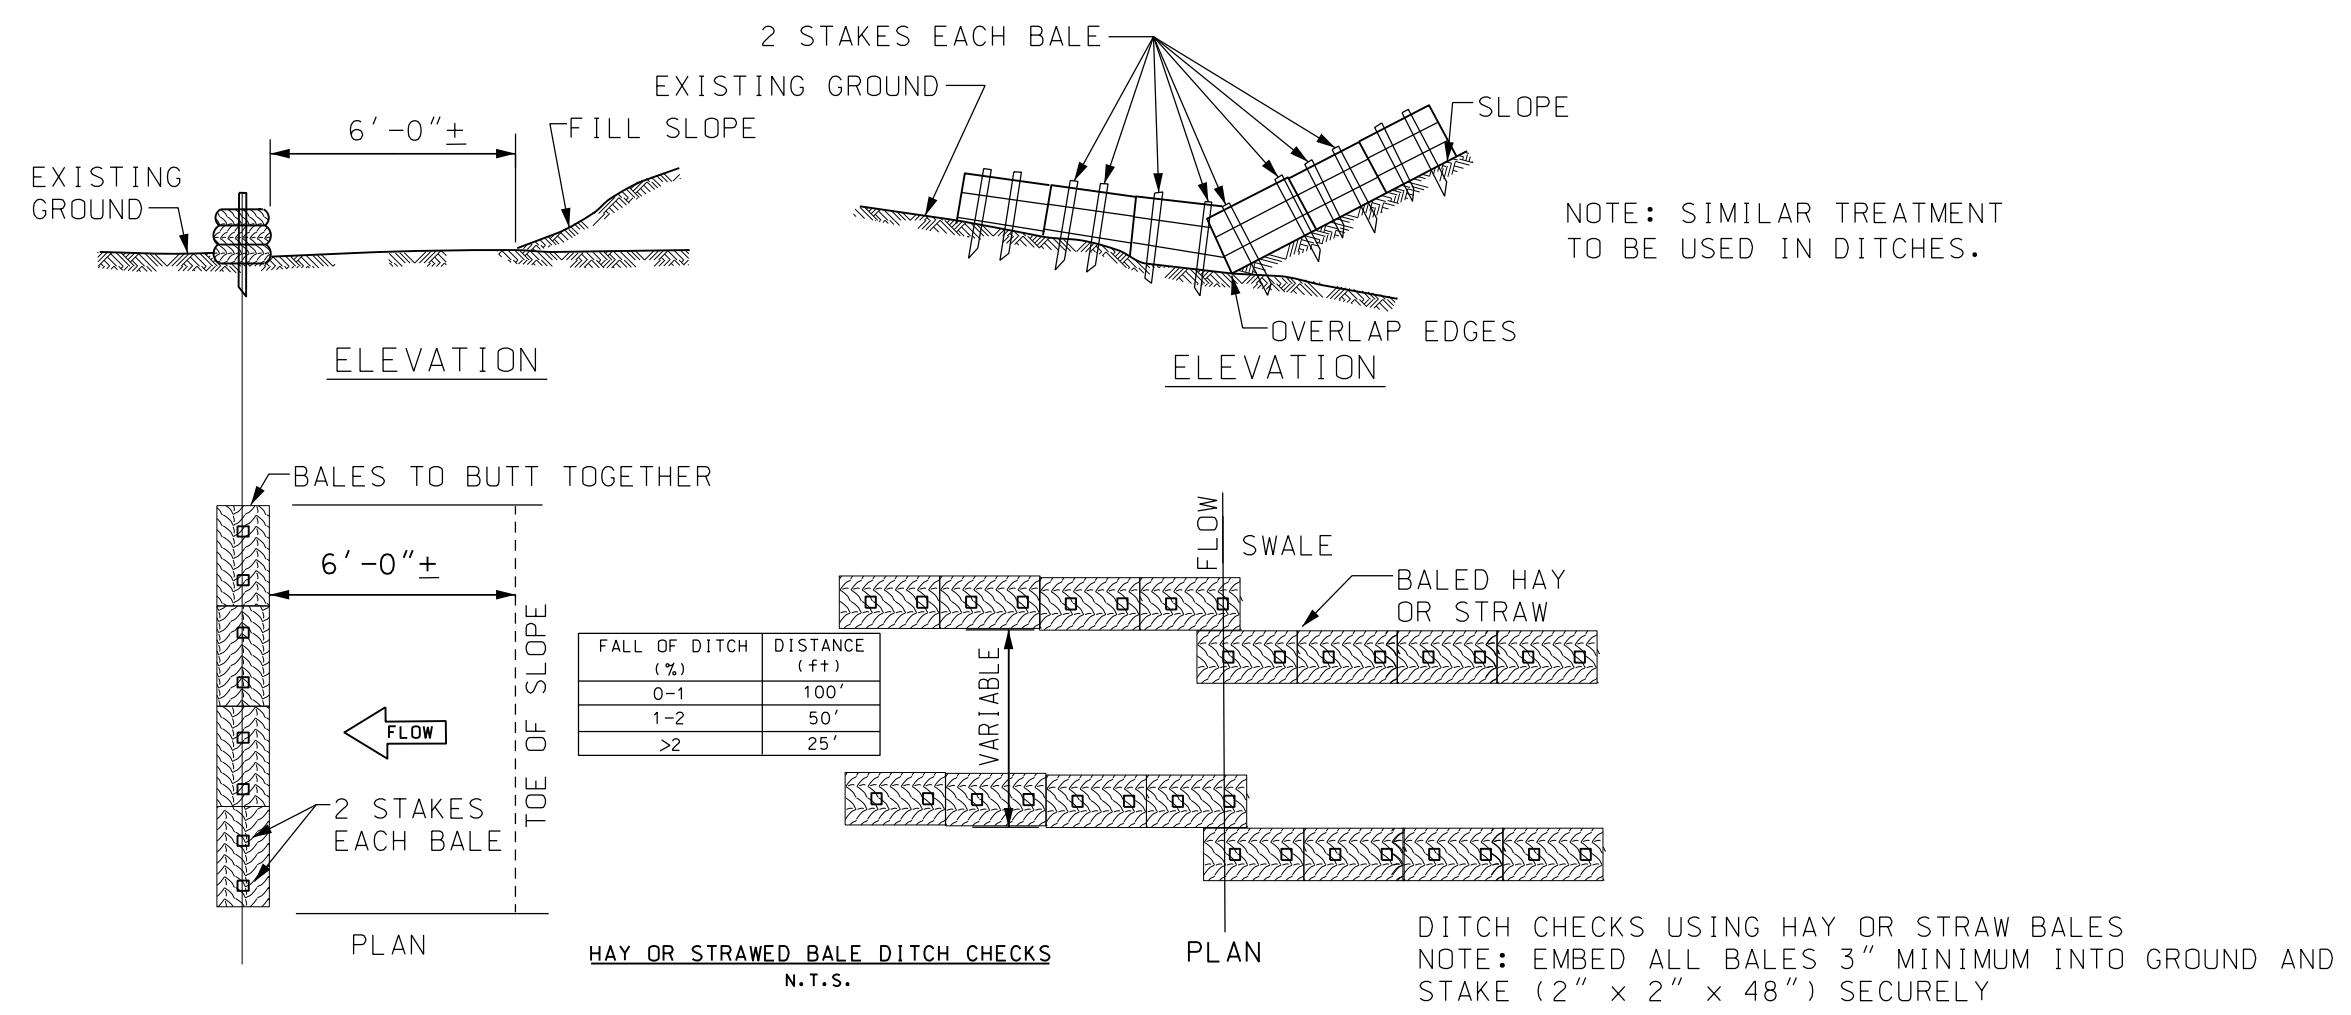 2 STAKES EACH BALE
EXISTING GROUND
SLOPE
6'-0"±
FILL SLOPE
EXISTING
GROUND
NOTE: SIMILAR TREATMENT
TO BE USED IN DITCHES.
OVERLAP EDGES
ELEVATION
ELEVATION
BALES TO BUTT TOGETHER
6'-0"±
TOE OF SLOPE
FLOW
2 STAKES
EACH BALE
PLAN
FALL OF DITCH DISTANCE
(%) (ft)
0-1 100'
1-2 50'
>2 25'
FLOW
SWALE
BALED HAY
OR STRAW
VARIABLE
PLAN
HAY OR STRAWED BALE DITCH CHECKS
N.T.S.
DITCH CHECKS USING HAY OR STRAW BALES
NOTE: EMBED ALL BALES 3" MINIMUM INTO GROUND AND
STAKE (2" x 2" x 48") SECURELY